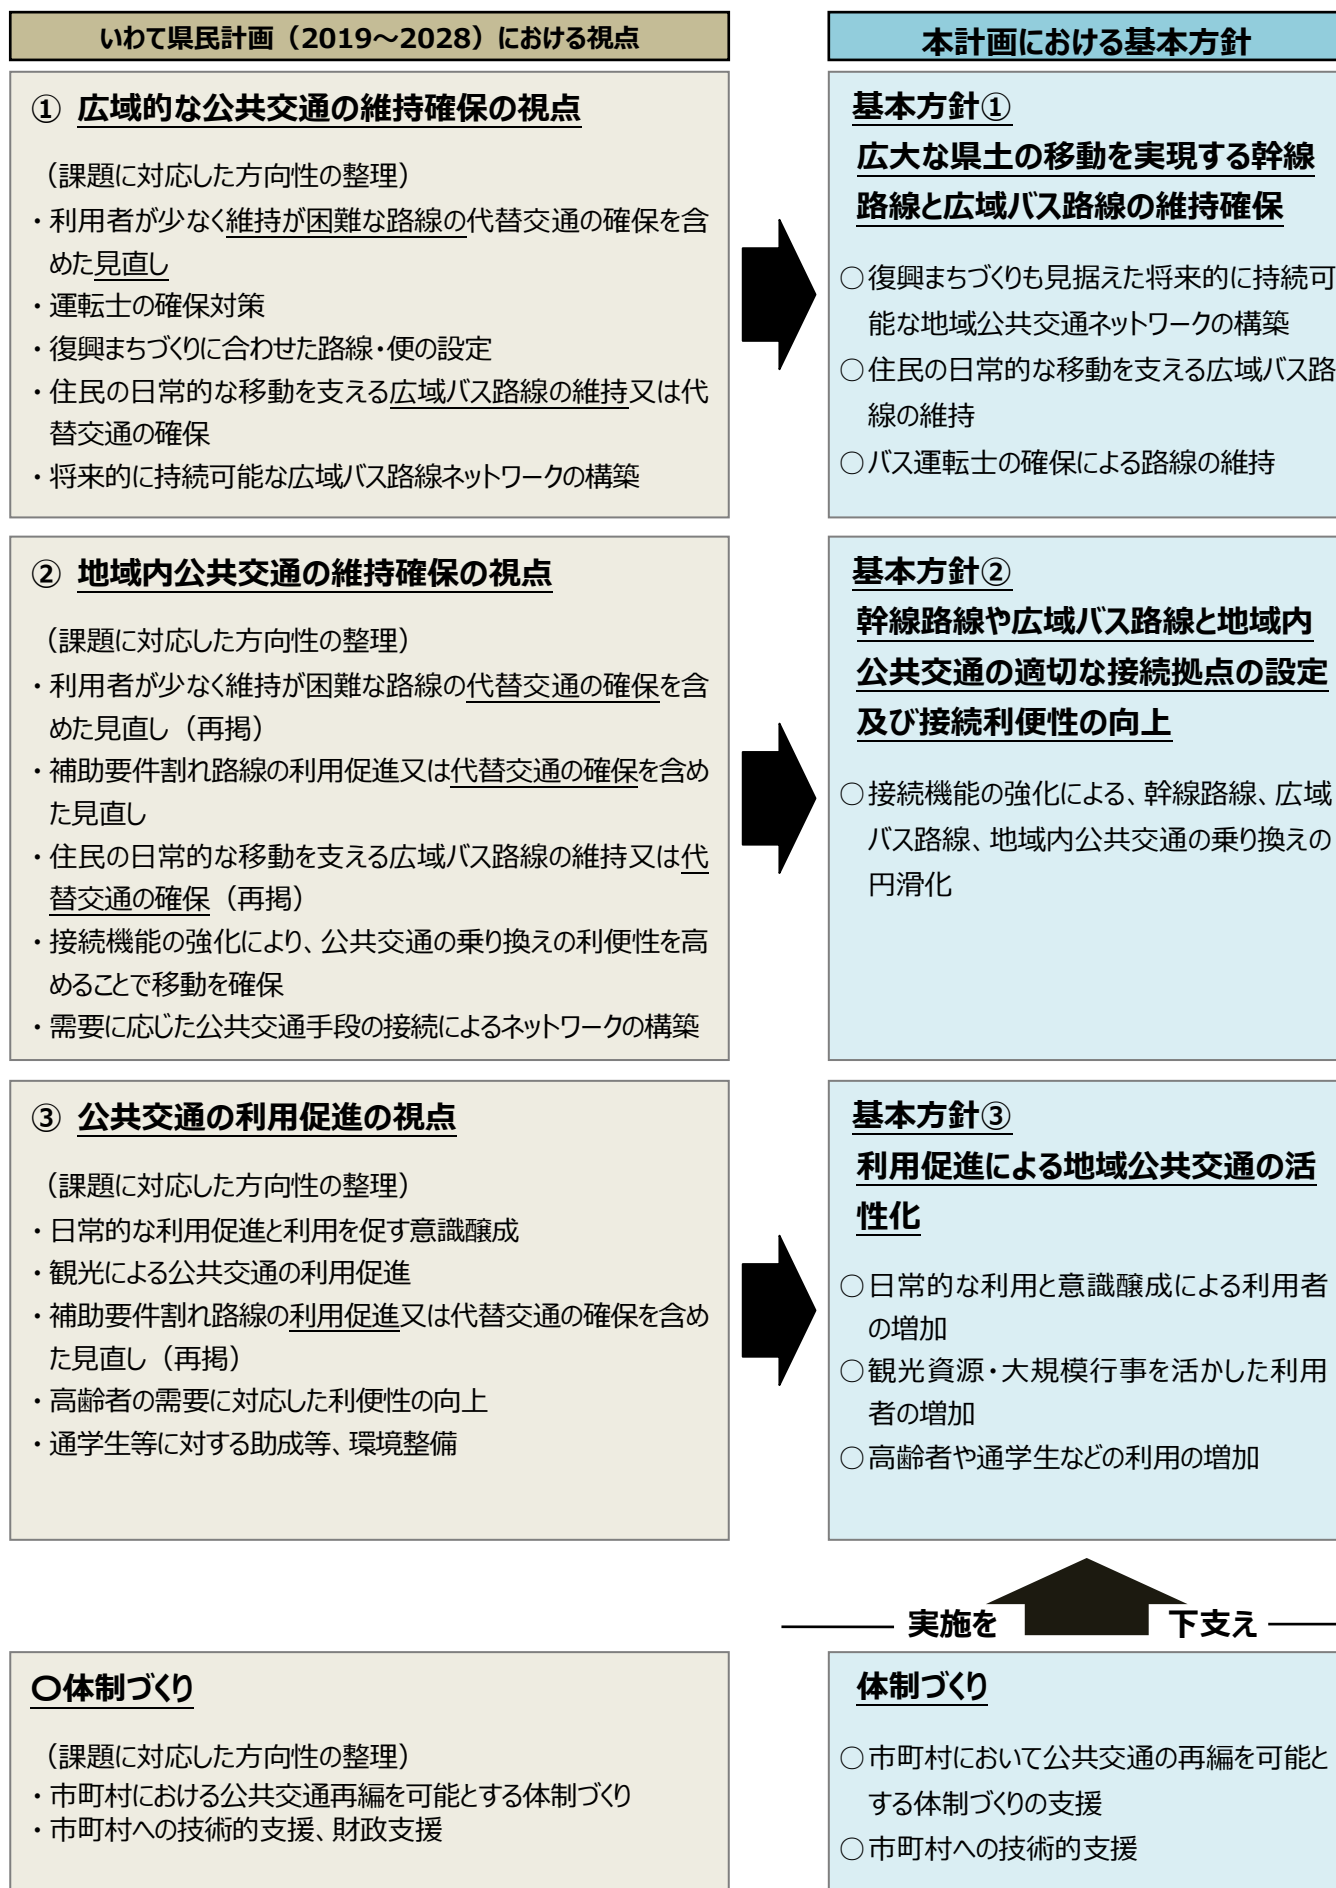 いわて県民計画（2019～2028）における視点
① 広域的な公共交通の維持確保の視点
（課題に対応した方向性の整理）
・利用者が少なく維持が困難な路線の代替交通の確保を含
めた見直し
・運転士の確保対策
・復興まちづくりに合わせた路線・便の設定
・住民の日常的な移動を支える広域バス路線の維持又は代
替交通の確保
・将来的に持続可能な広域バス路線ネットワークの構築
② 地域内公共交通の維持確保の視点
（課題に対応した方向性の整理）
・利用者が少なく維持が困難な路線の代替交通の確保を含
めた見直し（再掲）
・補助要件割れ路線の利用促進又は代替交通の確保を含め
た見直し
・住民の日常的な移動を支える広域バス路線の維持又は代
替交通の確保（再掲）
・接続機能の強化により、公共交通の乗り換えの利便性を高
めることで移動を確保
・需要に応じた公共交通手段の接続によるネットワークの構築
③ 公共交通の利用促進の視点
（課題に対応した方向性の整理）
・日常的な利用促進と利用を促す意識醸成
・観光による公共交通の利用促進
・補助要件割れ路線の利用促進又は代替交通の確保を含め
た見直し（再掲）
・高齢者の需要に対応した利便性の向上
・通学生等に対する助成等、環境整備
〇体制づくり
（課題に対応した方向性の整理）
・市町村における公共交通再編を可能とする体制づくり
・市町村への技術的支援、財政支援
本計画における基本方針
基本方針①
広大な県土の移動を実現する幹線
路線と広域バス路線の維持確保
○復興まちづくりも見据えた将来的に持続可
能な地域公共交通ネットワークの構築
○住民の日常的な移動を支える広域バス路
線の維持
○バス運転士の確保による路線の維持
基本方針②
幹線路線や広域バス路線と地域内
公共交通の適切な接続拠点の設定
及び接続利便性の向上
○接続機能の強化による、幹線路線、広域
バス路線、地域内公共交通の乗り換えの
円滑化
基本方針③
利用促進による地域公共交通の活
性化
○日常的な利用と意識醸成による利用者
の増加
○観光資源・大規模行事を活かした利用
者の増加
○高齢者や通学生などの利用の増加
実施を 下支え
体制づくり
○市町村において公共交通の再編を可能と
する体制づくりの支援
○市町村への技術的支援